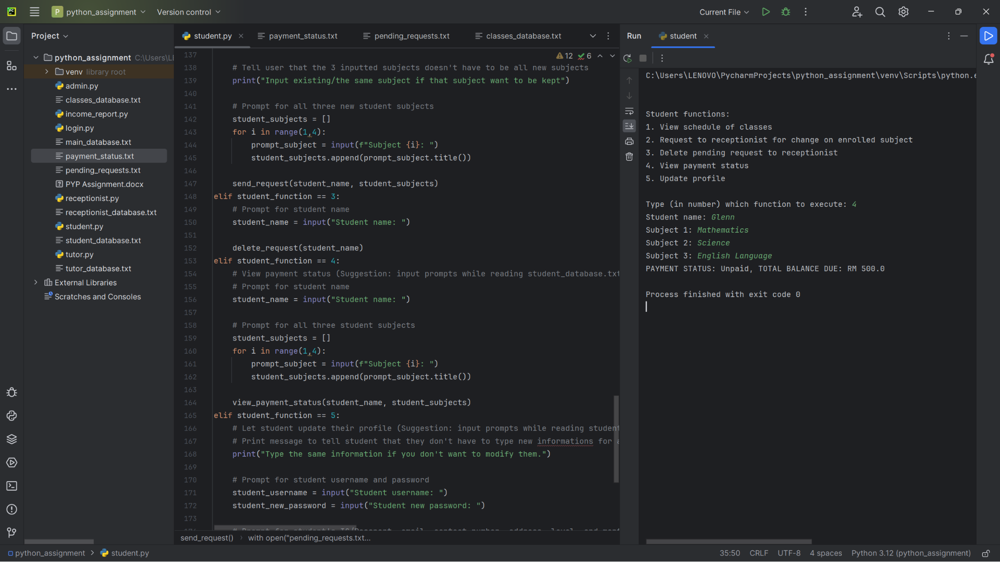 PC
P python_assignment
Version control
Current File
Project
python_assignment C:\Users\LE
venv library root
admin.py
classes_database.txt
income_report.py
login.py
main_database.txt
payment_status.txt
pending_requests.txt
PYP Assignment.docx
receptionist.py
receptionist_database.txt
student.py
student_database.txt
tutor.py
tutor_database.txt
External Libraries
Scratches and Consoles
student.py
payment_status.txt
pending_requests.txt
classes_database.txt
12 6
137
138 # Tell user that the 3 inputted subjects doesn't have to be all new subjects
139 print("Input existing/the same subject if that subject want to be kept")
140
141 # Prompt for all three new student subjects
142 student_subjects = []
143 for i in range(1,4):
144 prompt_subject = input(f"Subject {i}: ")
145 student_subjects.append(prompt_subject.title())
146
147 send_request(student_name, student_subjects)
148 elif student_function == 3:
149 # Prompt for student name
150 student_name = input("Student name: ")
151
152 delete_request(student_name)
153 elif student_function == 4:
154 # View payment status (Suggestion: input prompts while reading student_database.txt
155 # Prompt for student name
156 student_name = input("Student name: ")
157
158 # Prompt for all three student subjects
159 student_subjects = []
160 for i in range(1,4):
161 prompt_subject = input(f"Subject {i}: ")
162 student_subjects.append(prompt_subject.title())
163
164 view_payment_status(student_name, student_subjects)
165 elif student_function == 5:
166 # Let student update their profile (Suggestion: input prompts while reading student
167 # Print message to tell student that they don't have to type new informations for a
168 print("Type the same information if you don't want to modify them.")
169
170 # Prompt for student username and password
171 student_username = input("Student username: ")
172 student_new_password = input("Student new password: ")
173
send_request()
with open("pending_requests.txt...
Run
student
C:\Users\LENOVO\PycharmProjects\python_assignment\venv\Scripts\python.e
Student functions:
1. View schedule of classes
2. Request to receptionist for change on enrolled subject
3. Delete pending request to receptionist
4. View payment status
5. Update profile
Type (in number) which function to execute: 4
Student name: Glenn
Subject 1: Mathematics
Subject 2: Science
Subject 3: English Language
PAYMENT STATUS: Unpaid, TOTAL BALANCE DUE: RM 500.0
Process finished with exit code 0
python_assignment > student.py
35:50 CRLF UTF-8 4 spaces Python 3.12 (python_assignment)